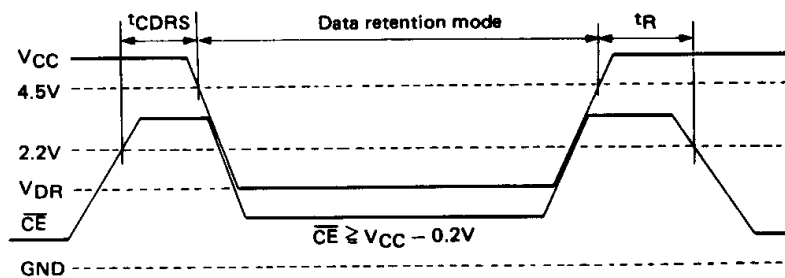 tCDRS Data retention mode tR
VCC
4.5V
2.2V
VDR
CE CE ≧ VCC – 0.2V
GND